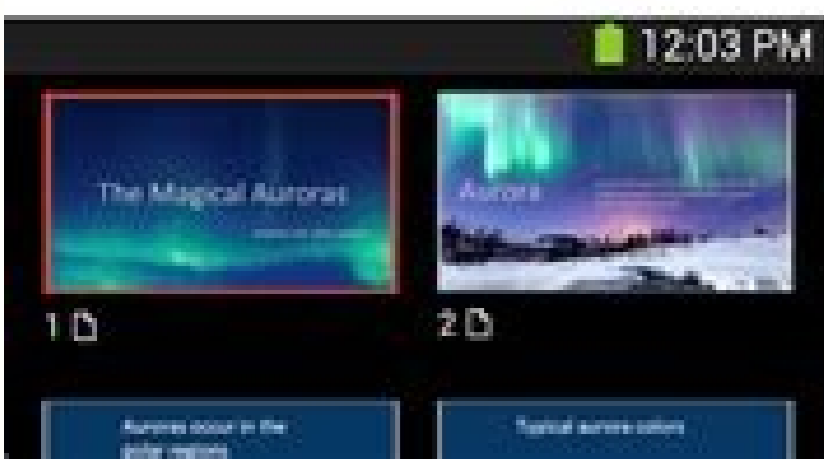 12:03 PM
The Magical Auroras
Aurora
1
2
Auroras occur in the
polar regions
Typical aurora colors